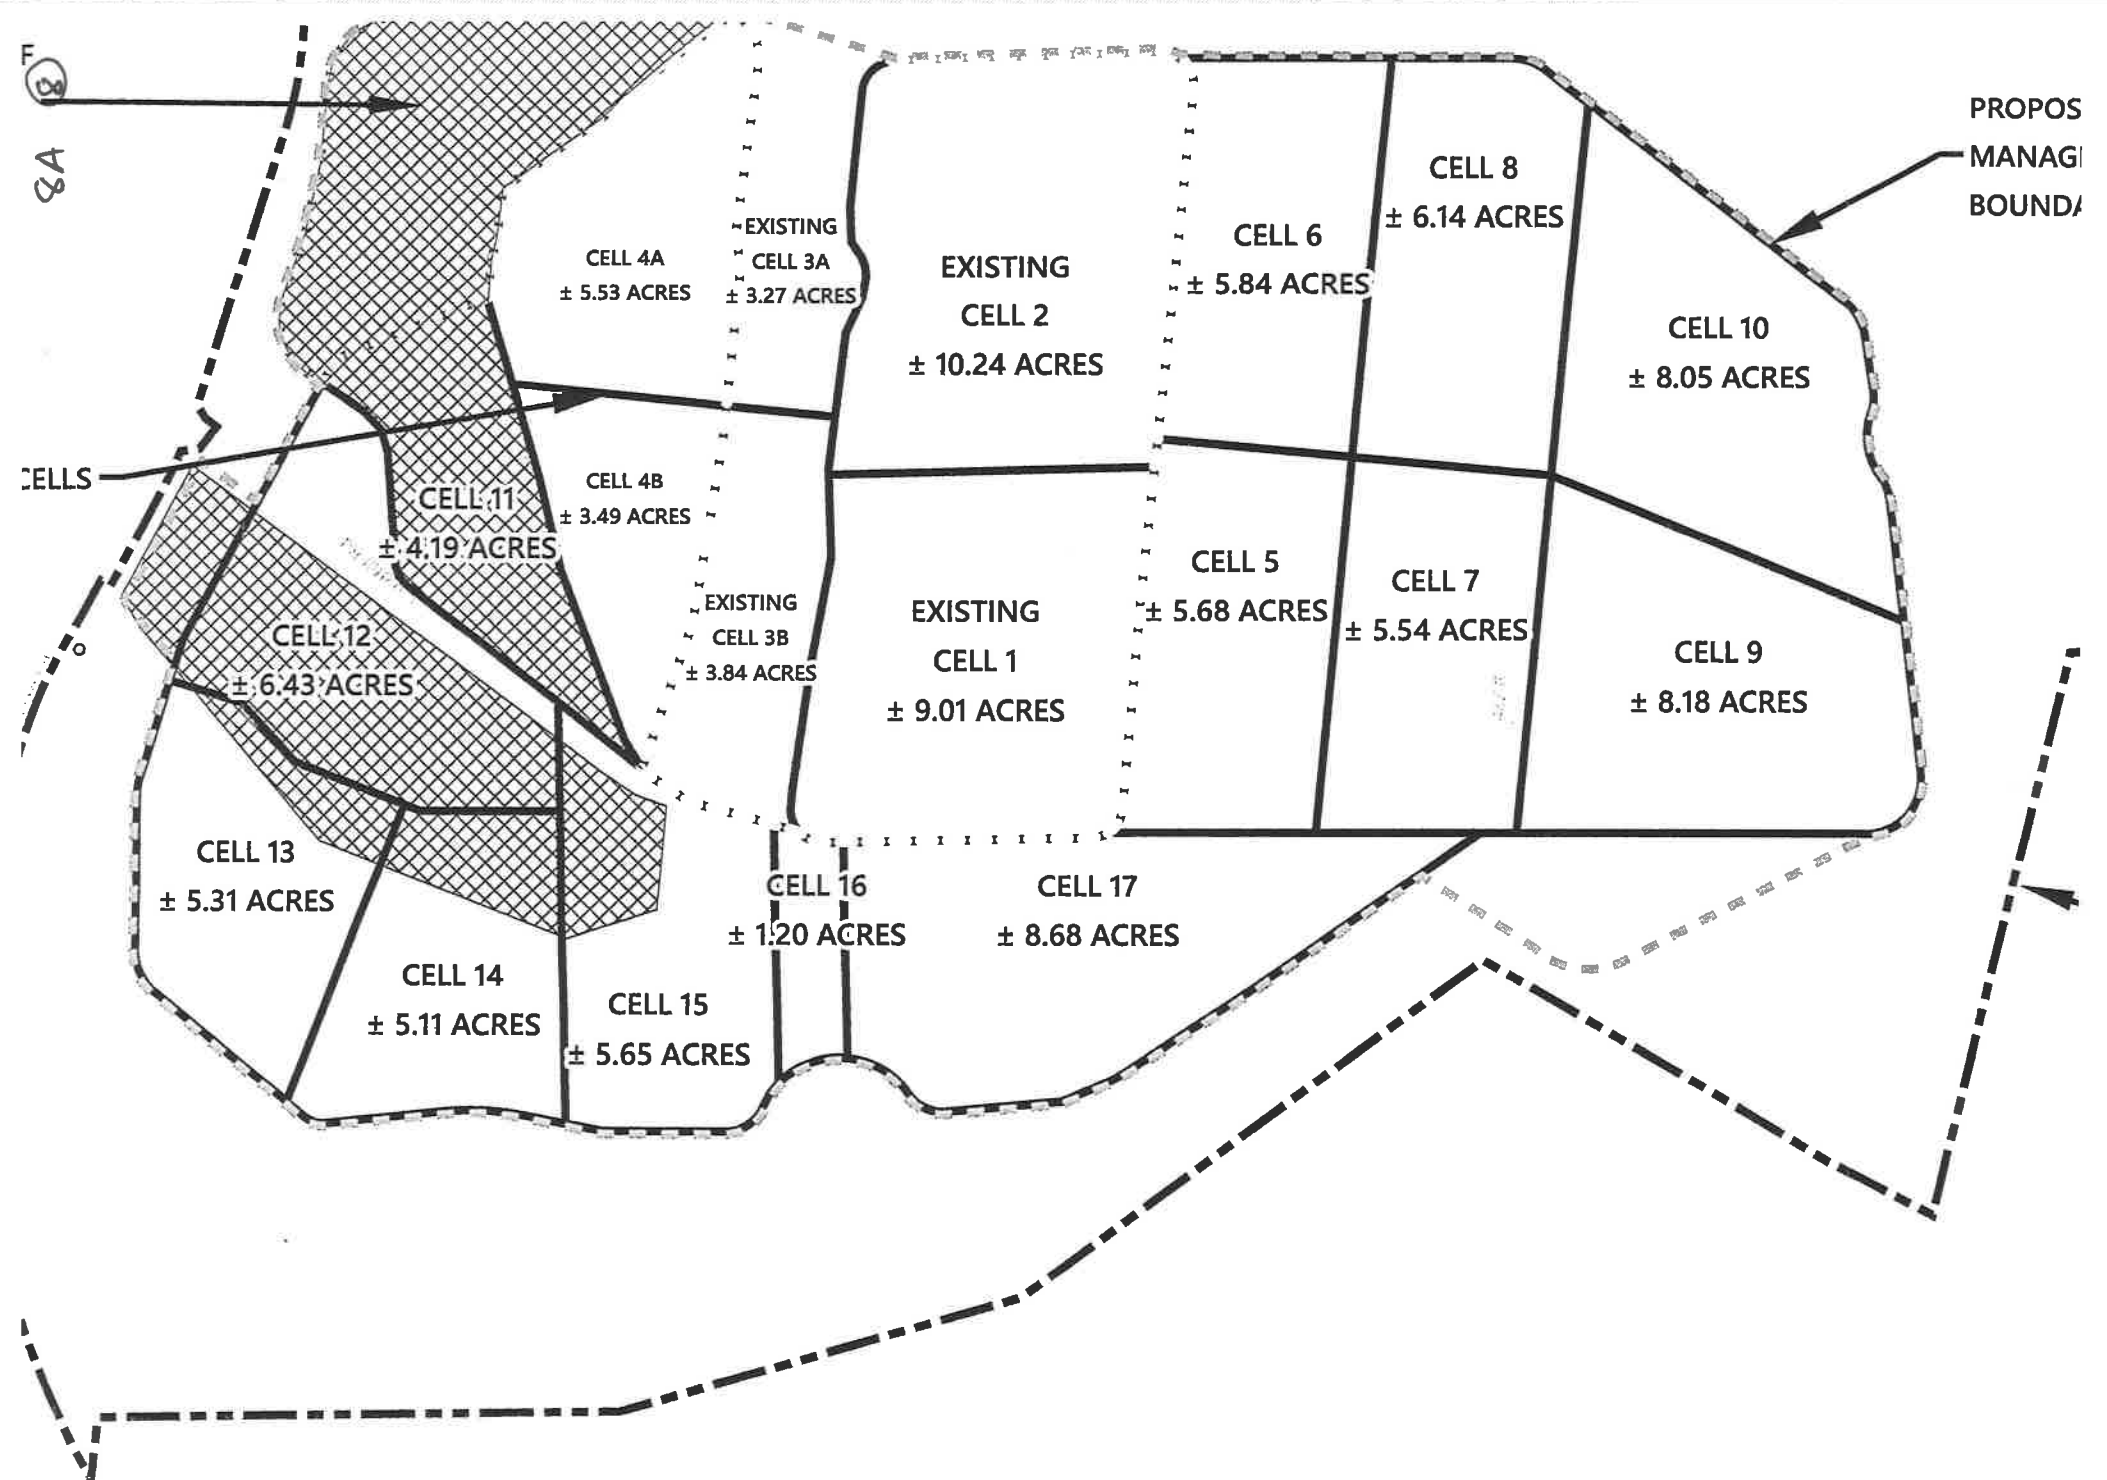 F
8
8A
PROPOS
MANAGI
BOUNDA
CELL 8
± 6.14 ACRES
EXISTING
CELL 3A
± 3.27 ACRES
CELL 6
± 5.84 ACRES
CELL 4A
± 5.53 ACRES
EXISTING
CELL 2
± 10.24 ACRES
CELL 10
± 8.05 ACRES
CELLS
CELL 11
± 4.19 ACRES
CELL 4B
± 3.49 ACRES
CELL 5
± 5.68 ACRES
CELL 7
± 5.54 ACRES
EXISTING
CELL 3B
± 3.84 ACRES
EXISTING
CELL 1
± 9.01 ACRES
CELL 12
± 6.43 ACRES
CELL 9
± 8.18 ACRES
CELL 13
± 5.31 ACRES
CELL 16
± 1.20 ACRES
CELL 17
± 8.68 ACRES
CELL 14
± 5.11 ACRES
CELL 15
± 5.65 ACRES